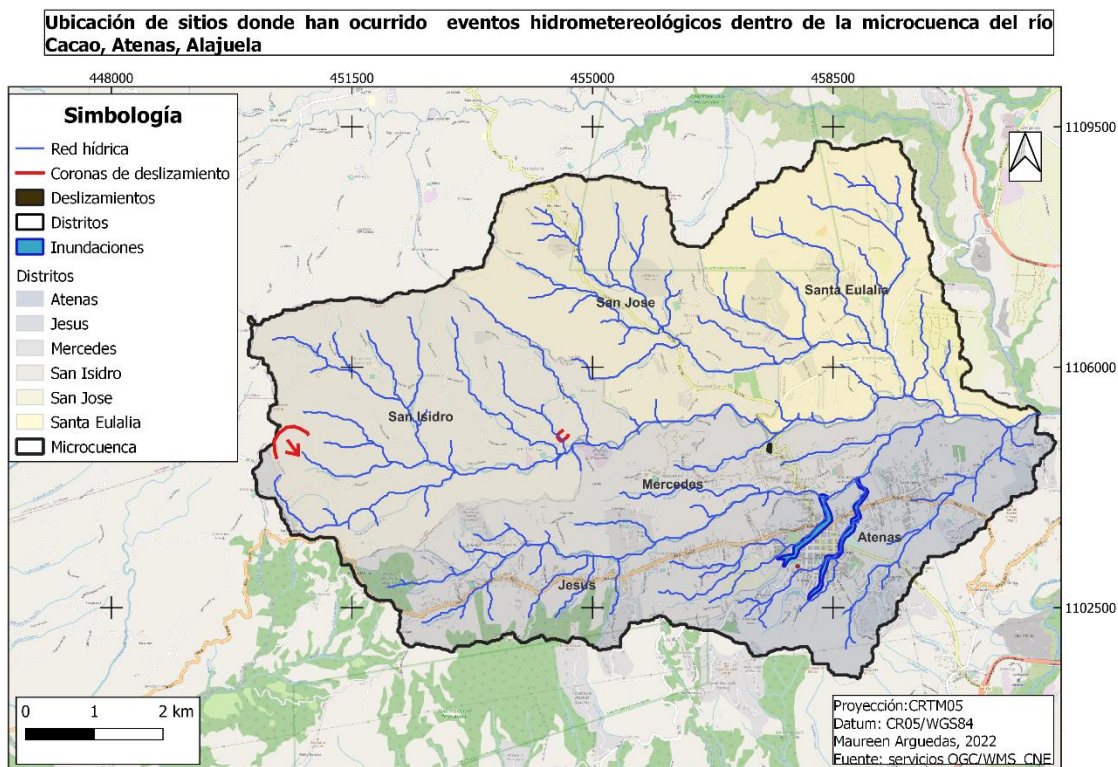 Ubicación de sitios donde han ocurrido eventos hidrometereológicos dentro de la microcuenca del río
Cacao, Atenas, Alajuela
448000
451500
455000
458500
Simbología
Red hídrica
Coronas de deslizamiento
Deslizamientos
Distritos
Inundaciones
Distritos
Atenas
Jesus
Mercedes
San Isidro
San Jose
Santa Eulalia
Microcuenca
1109500
1106000
1102500
San Jose
Santa Eulalia
San Isidro
Mercedes
Atenas
Jesus
0 1 2 km
Proyección:CRTM05
Datum: CR05/WGS84
Maureen Arguedas, 2022
Fuente: servicios OGC/WMS CNE